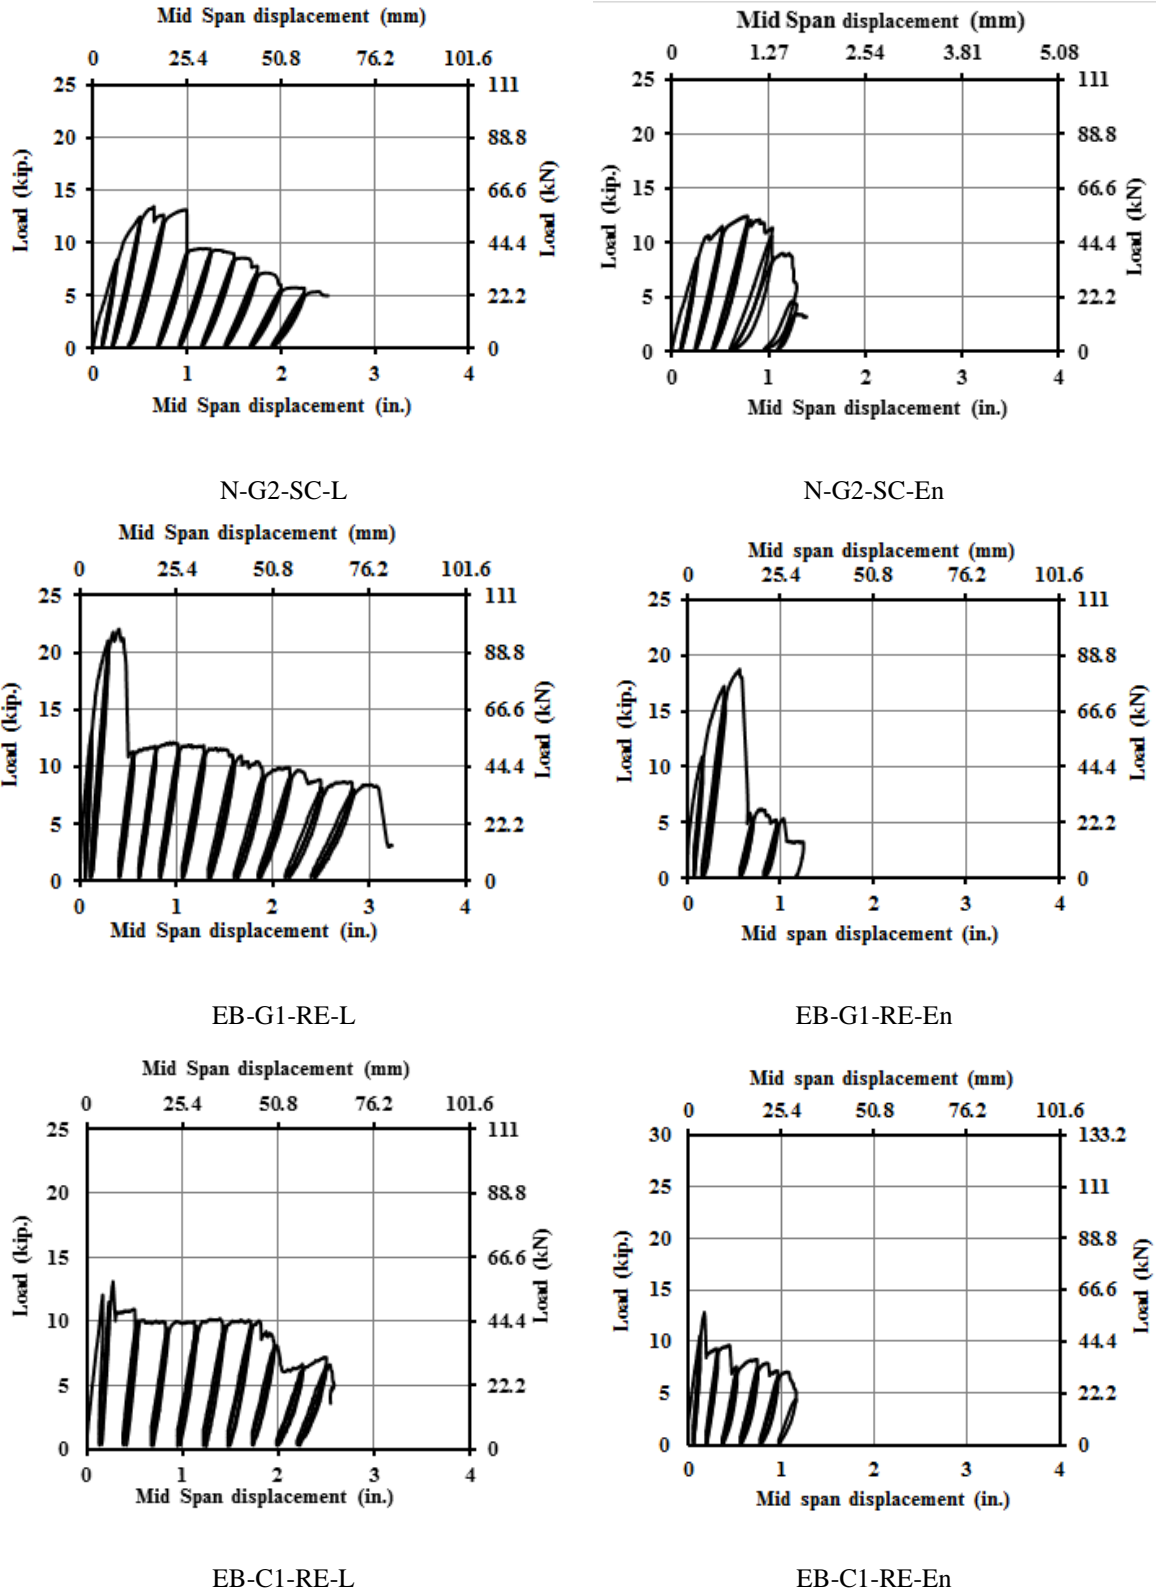 Mid Span displacement (mm)
0 25.4 50.8 76.2 101.6
25 111
20 88.8
15 66.6
10 44.4
5 22.2
0 0
Load (kip.)
Load (kN)
0 1 2 3 4
Mid Span displacement (in.)
N-G2-SC-L
Mid Span displacement (mm)
0 1.27 2.54 3.81 5.08
25 111
20 88.8
15 66.6
10 44.4
5 22.2
0 0
Load (kip.)
Load (kN)
0 1 2 3 4
Mid Span displacement (in.)
N-G2-SC-En
Mid Span displacement (mm)
0 25.4 50.8 76.2 101.6
25 111
20 88.8
15 66.6
10 44.4
5 22.2
0 0
Load (kip.)
Load (kN)
0 1 2 3 4
Mid Span displacement (in.)
EB-G1-RE-L
Mid span displacement (mm)
0 25.4 50.8 76.2 101.6
25 111
20 88.8
15 66.6
10 44.4
5 22.2
0 0
Load (kip.)
Load (kN)
0 1 2 3 4
Mid span displacement (in.)
EB-G1-RE-En
Mid Span displacement (mm)
0 25.4 50.8 76.2 101.6
25 111
20 88.8
15 66.6
10 44.4
5 22.2
0 0
Load (kip.)
Load (kN)
0 1 2 3 4
Mid Span displacement (in.)
EB-C1-RE-L
Mid span displacement (mm)
0 25.4 50.8 76.2 101.6
30 133.2
25 111
20 88.8
15 66.6
10 44.4
5 22.2
0 0
Load (kip.)
Load (kN)
0 1 2 3 4
Mid span displacement (in.)
EB-C1-RE-En